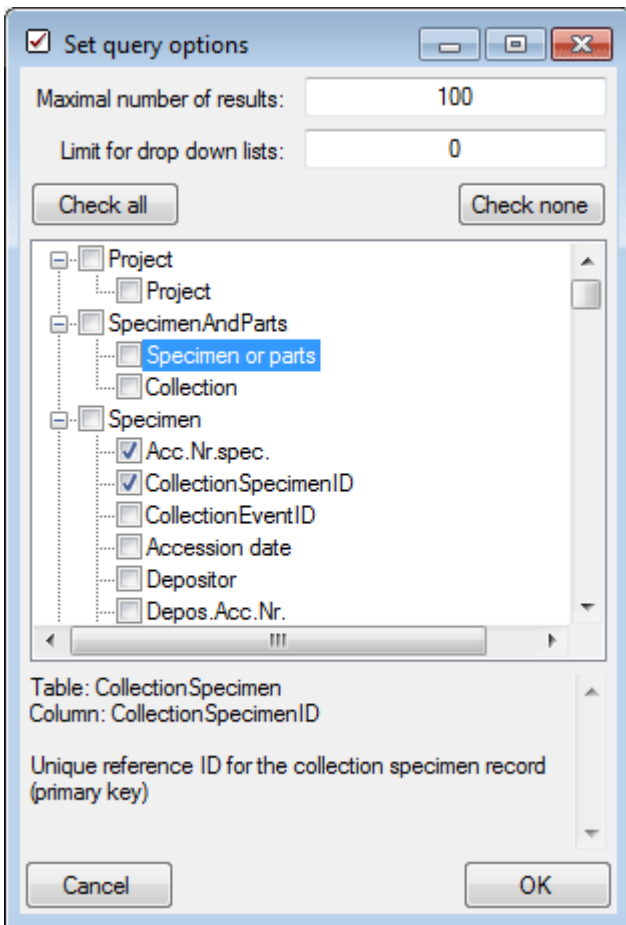 Set query options
Maximal number of results: 100
Limit for drop down lists: 0
Check all Check none
Project
Project
SpecimenAndParts
Specimen or parts
Collection
Specimen
Acc.Nr.spec.
CollectionSpecimenID
CollectionEventID
Accession date
Depositor
Depos.Acc.Nr.
Table: CollectionSpecimen
Column: CollectionSpecimenID
Unique reference ID for the collection specimen record
(primary key)
Cancel OK